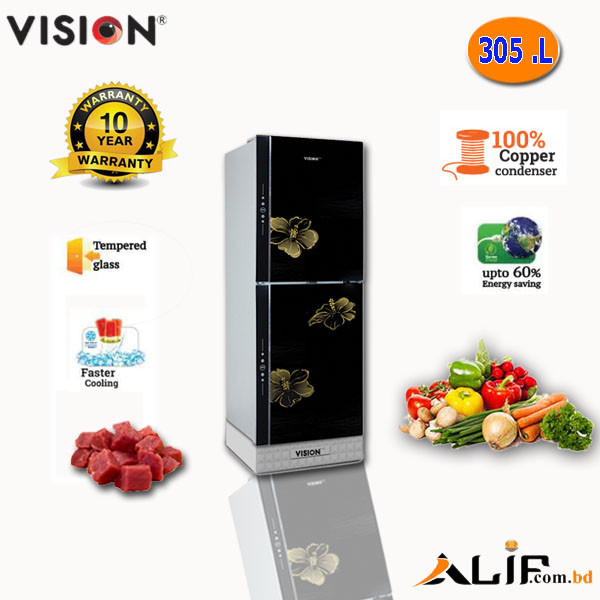 VISION®
305 .L
WARRANTY
10
YEAR
WARRANTY
100%
Copper
condenser
VISION
Tempered
glass
upto 60%
Energy saving
Faster
Cooling
VISION
VISION
ALIF.com.bd